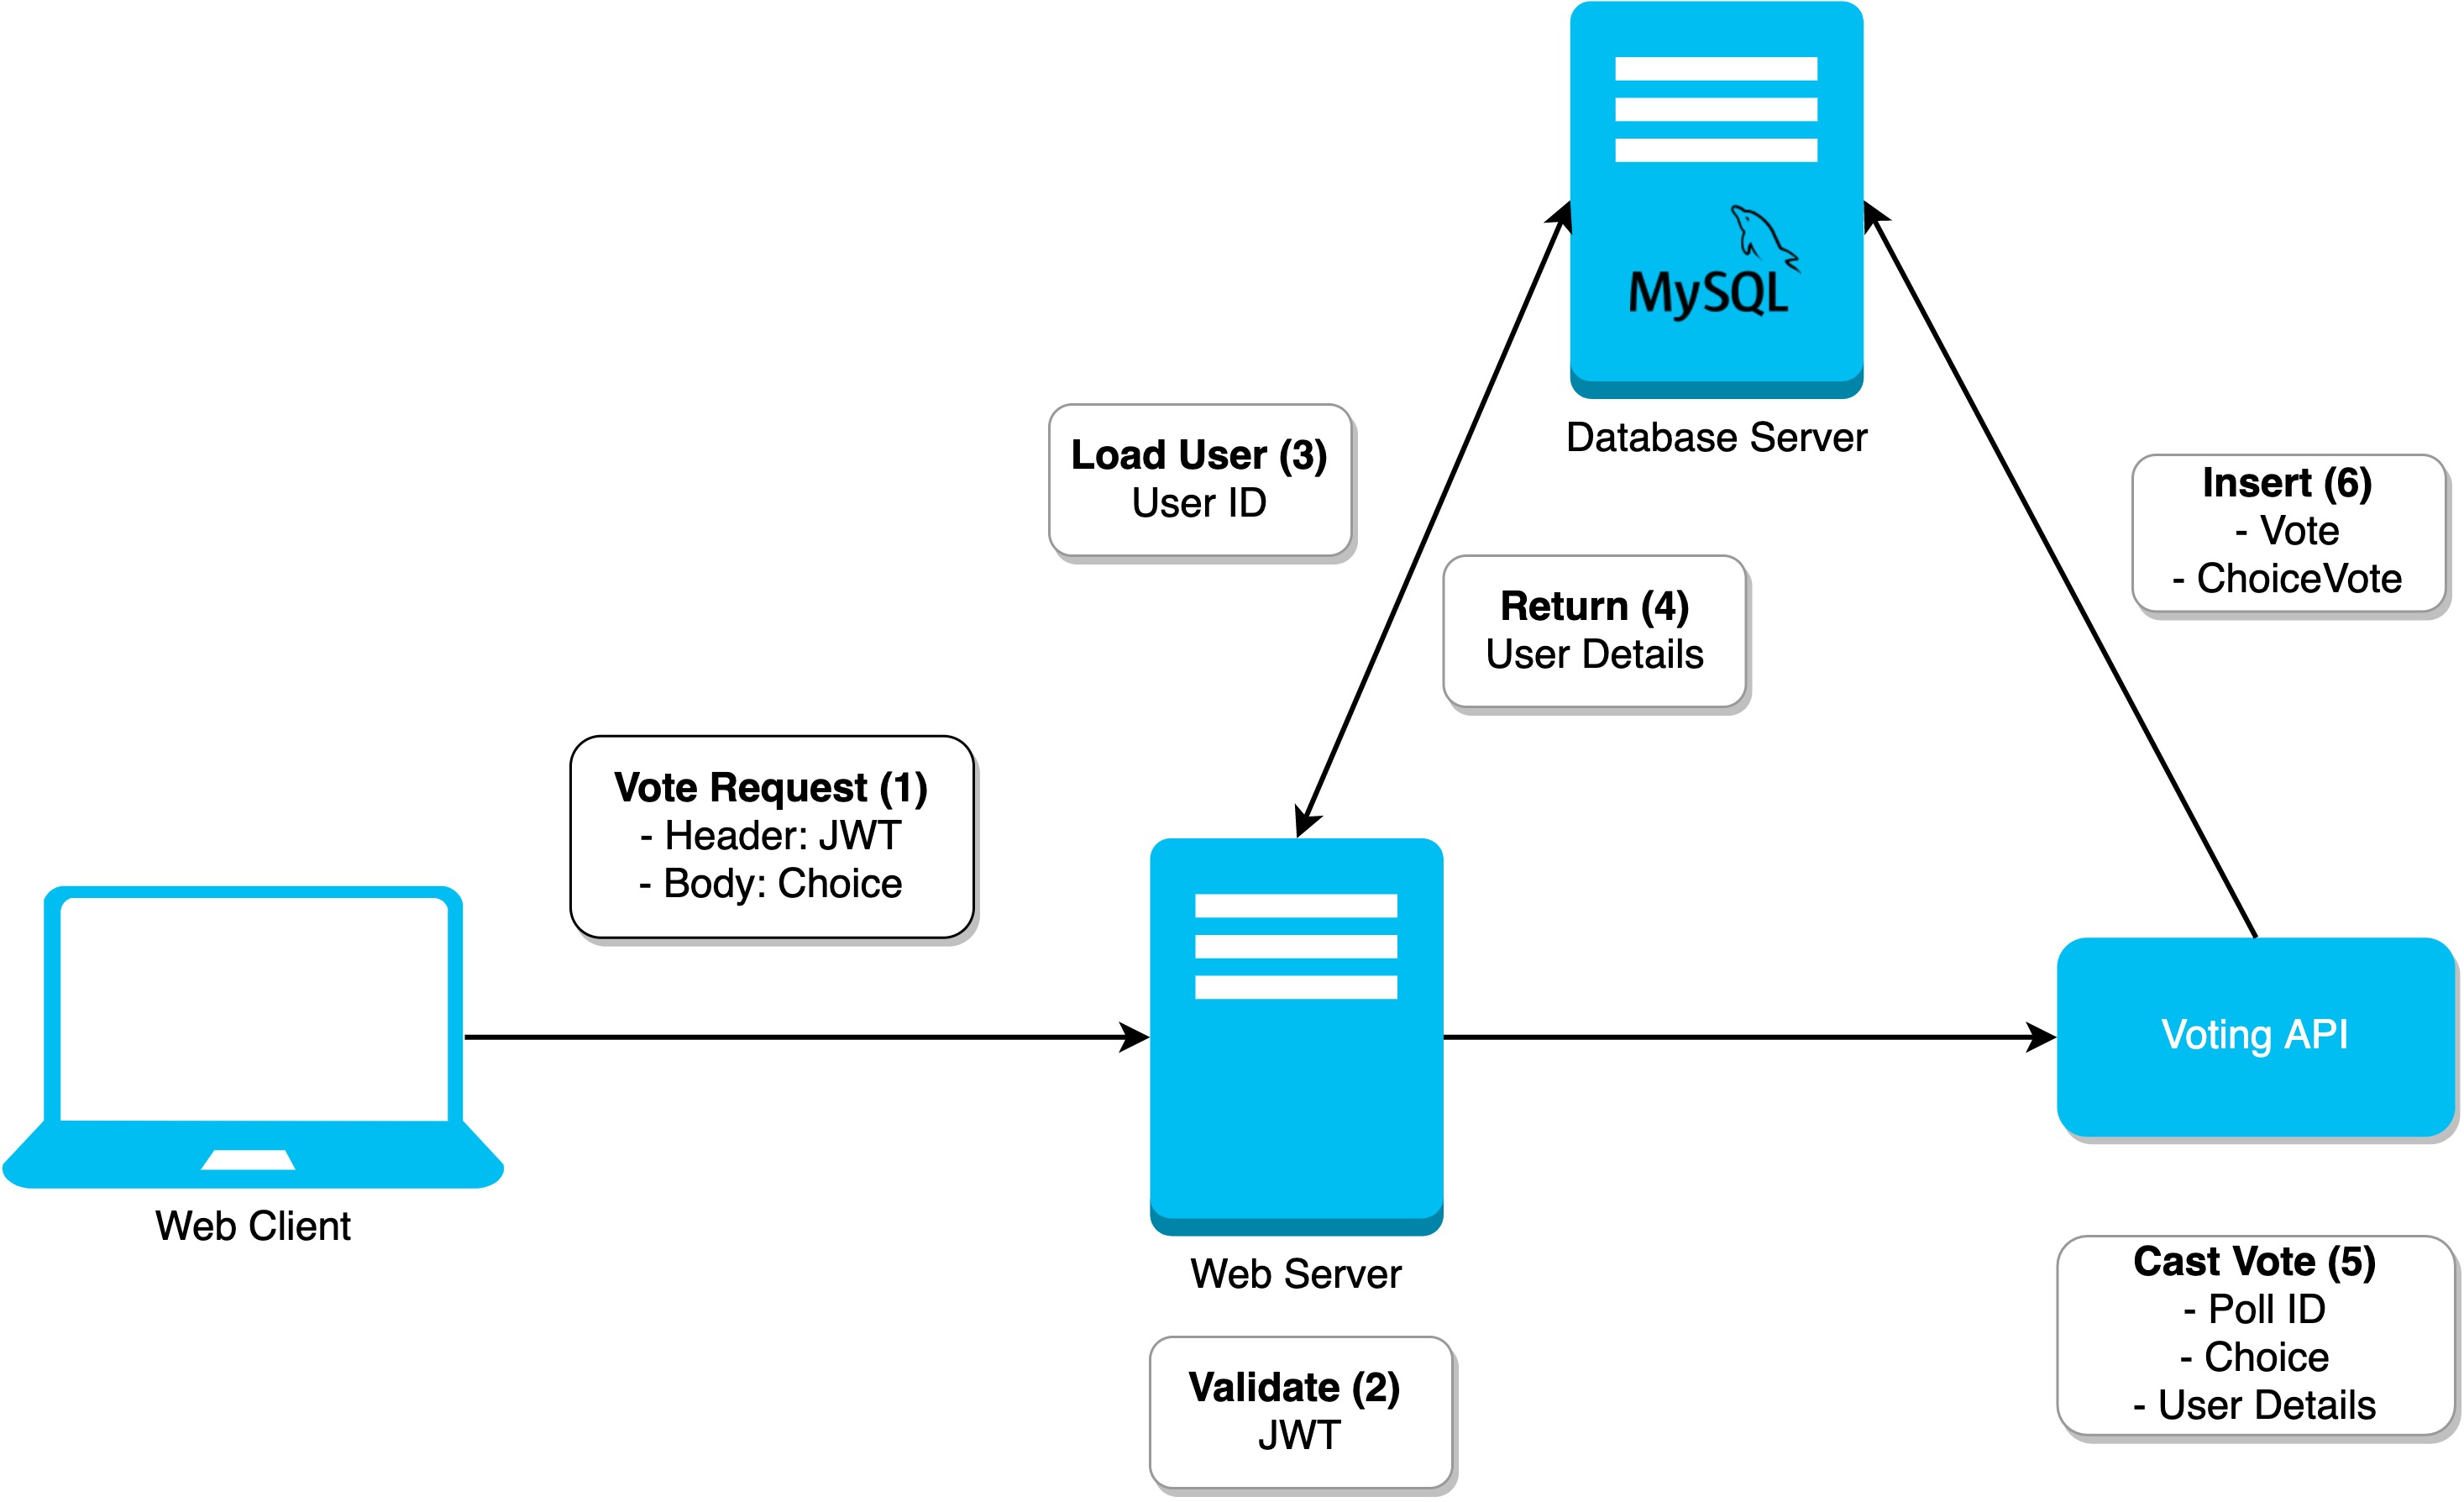 MySQL
Database Server
Load User (3)
User ID
Return (4)
User Details
Insert (6)
- Vote
- ChoiceVote
Vote Request (1)
- Header: JWT
- Body: Choice
Web Client
Web Server
Validate (2)
JWT
Voting API
Cast Vote (5)
- Poll ID
- Choice
- User Details